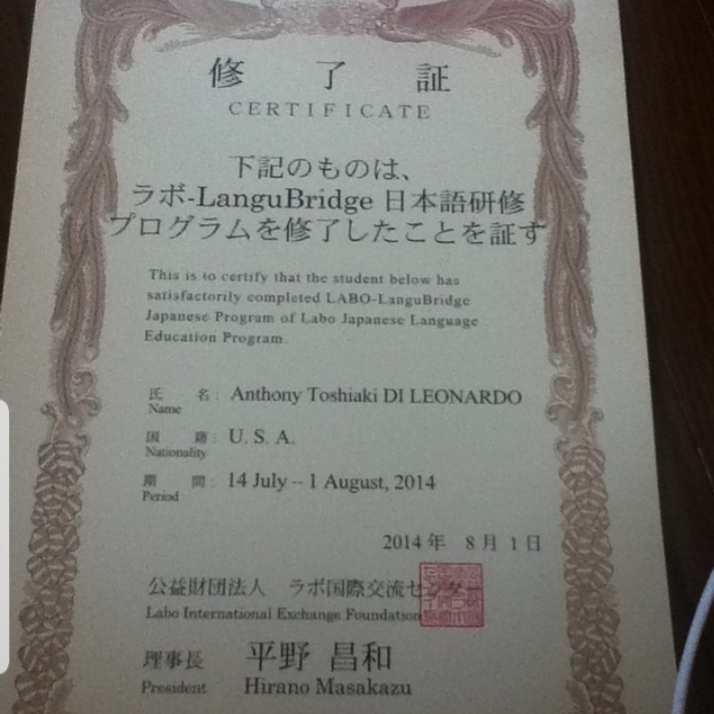 修 了 証
CERTIFICATE
下記のものは、
ラボ-LanguBridge 日本語研修
プログラムを修了したことを証す
This is to certify that the student below has
satisfactorily completed LABO-LanguBridge
Japanese Program of Labo Japanese Language
Education Program.
氏 名: Anthony Toshiaki DI LEONARDO
Name
国 籍: U. S. A.
Nationality
期 間: 14 July – 1 August, 2014
Period
2014年 8月 1日
公益財団法人 ラボ国際交流センター
Labo International Exchange Foundation
理事長 平野 昌和
President Hirano Masakazu